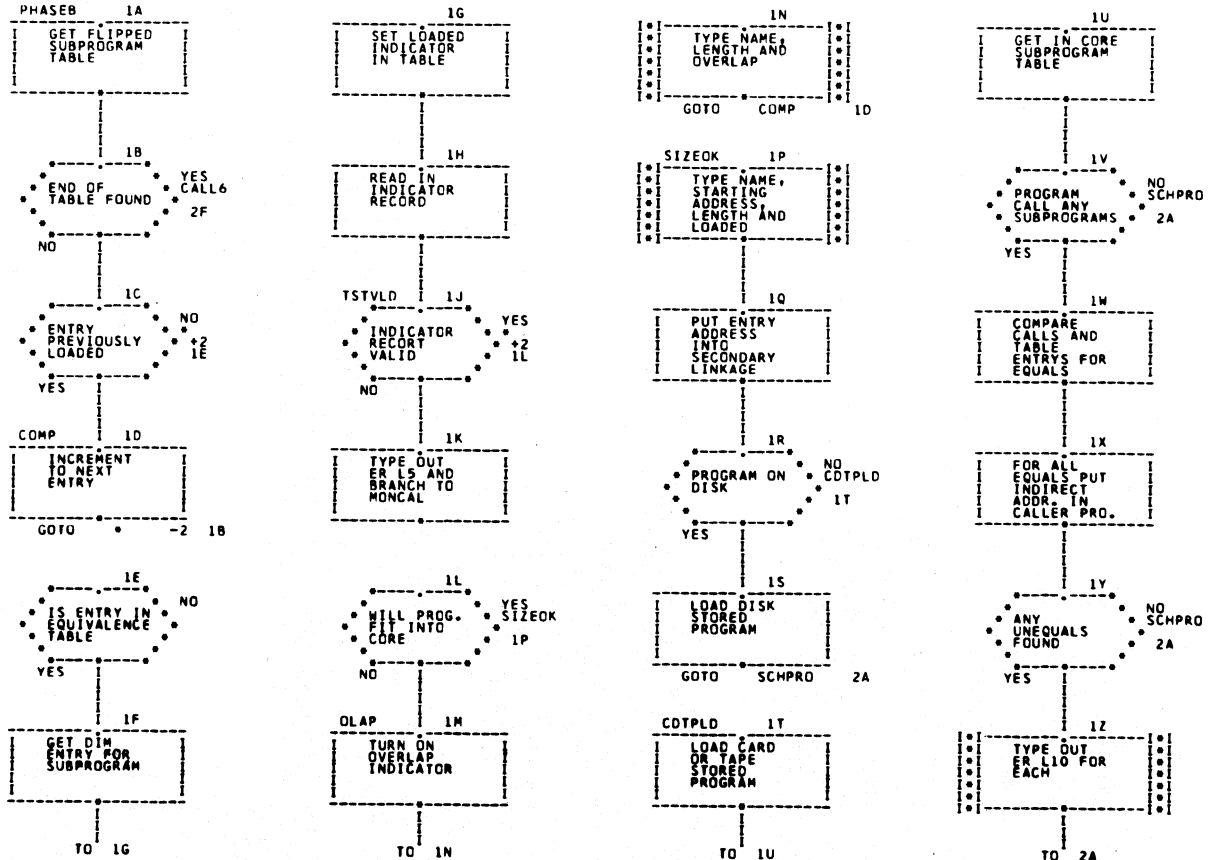 PHASEB 1A
GET FLIPPED
SUBPROGRAM
TABLE
1B
END OF
TABLE FOUND
YES
CALL6
2F
NO
1C
ENTRY
PREVIOUSLY
LOADED
NO
+2
1E
YES
COMP 1D
INCREMENT
TO NEXT
ENTRY
GOTO * -2 1B
1E
IS ENTRY IN
EQUIVALENCE
TABLE
NO
YES
1F
GET DIM
ENTRY FOR
SUBPROGRAM
TO 1G
1G
SET LOADED
INDICATOR
IN TABLE
1H
READ IN
INDICATOR
RECORD
TSTVLD 1J
INDICATOR
RECORT
VALID
YES
+2
1L
NO
1K
TYPE OUT
ER L5 AND
BRANCH TO
MONCAL
1L
WILL PROG.
FIT INTO
CORE
YES
SIZEOK
1P
NO
OLAP 1M
TURN ON
OVERLAP
INDICATOR
TO 1N
1N
TYPE NAME,
LENGTH AND
OVERLAP
GOTO COMP 1D
SIZEOK 1P
TYPE NAME,
STARTING
ADDRESS,
LENGTH AND
LOADED
1Q
PUT ENTRY
ADDRESS
INTO
SECONDARY
LINKAGE
1R
PROGRAM ON
DISK
NO
CDTPLD
1T
YES
1S
LOAD DISK
STORED
PROGRAM
GOTO SCHPRO 2A
CDTPLD 1T
LOAD CARD
OR TAPE
STORED
PROGRAM
TO 1U
1U
GET IN CORE
SUBPROGRAM
TABLE
1V
PROGRAM
CALL ANY
SUBPROGRAMS
NO
SCHPRO
2A
YES
1W
COMPARE
CALLS AND
TABLE
ENTRYS FOR
EQUALS
1X
FOR ALL
EQUALS PUT
INDIRECT
ADDR. IN
CALLER PRO.
1Y
ANY
UNEQUALS
FOUND
NO
SCHPRO
2A
YES
1Z
TYPE OUT
ER L10 FOR
EACH
TO 2A